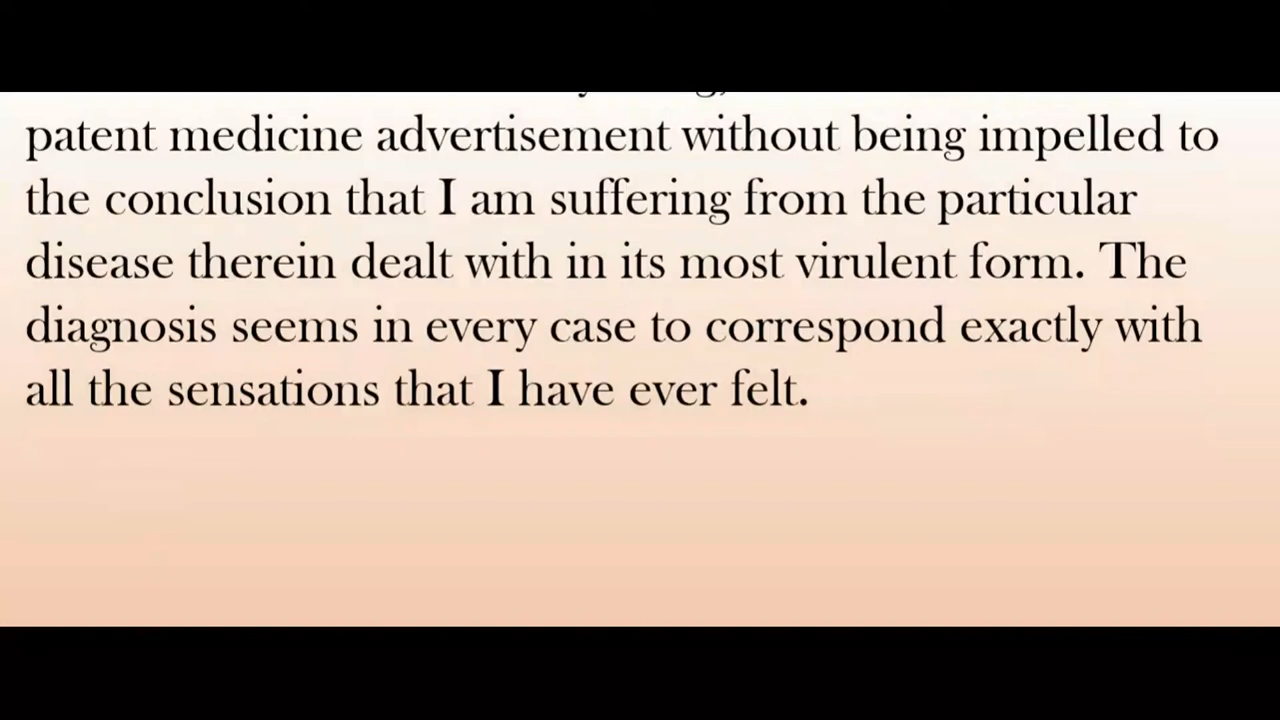 patent medicine advertisement without being impelled to
the conclusion that I am suffering from the particular
disease therein dealt with in its most virulent form. The
diagnosis seems in every case to correspond exactly with
all the sensations that I have ever felt.